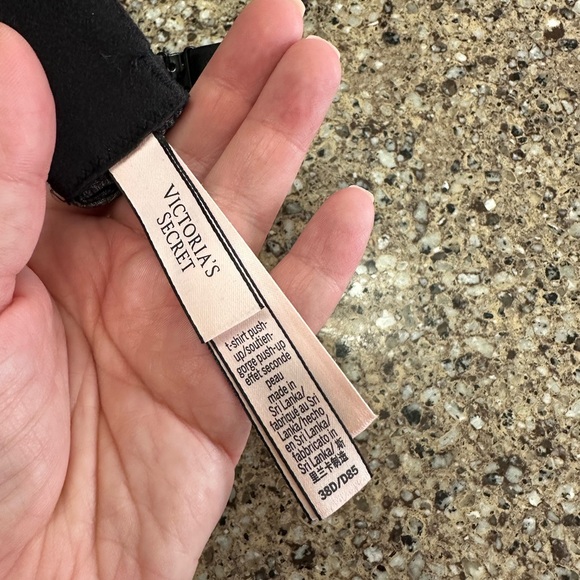 VICTORIA'S
SECRET
t-shirt push-
up/soutien-
gorge push-up
effet seconde
peau
made in
Sri Lanka/
fabriqué au Sri
Lanka/hecho
en Sri Lanka/
fabbricato in
Sri Lanka/ 斯
里兰卡制造
38D/D85